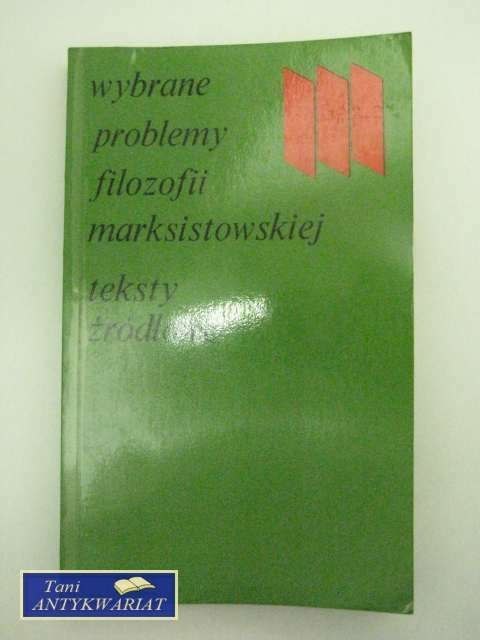 wybrane
problemy
filozofii
marksistowskiej
teksty
Tani
ANTYKWARIAT